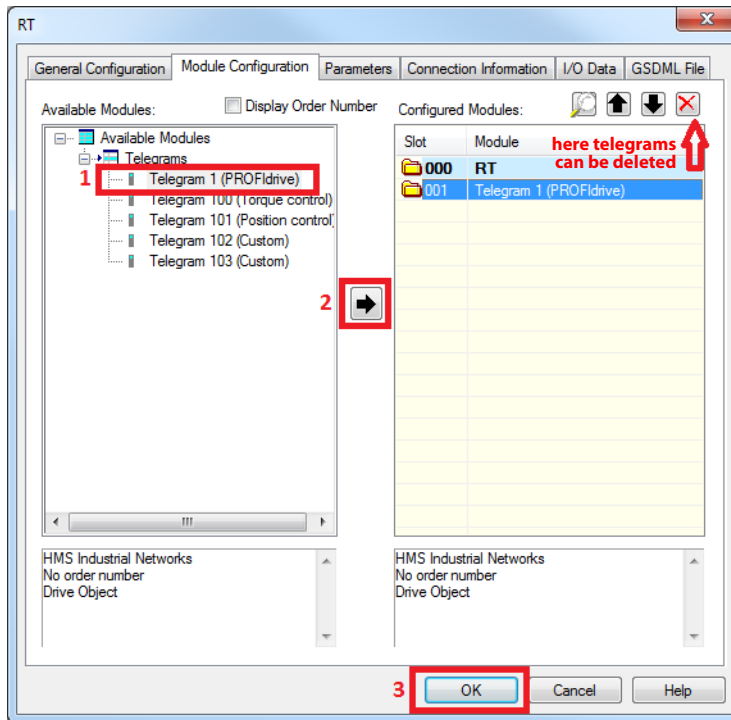 RT
General Configuration Module Configuration Parameters Connection Information I/O Data GSDML File
Available Modules: Display Order Number Configured Modules:
Available Modules
Telegrams
1 Telegram 1 (PROFIdrive)
Telegram 100 (Torque control)
Telegram 101 (Position control
Telegram 102 (Custom)
Telegram 103 (Custom)
2
Slot Module
here telegrams
can be deleted
000 RT
001 Telegram 1 (PROFIdrive)
HMS Industrial Networks
No order number
Drive Object
HMS Industrial Networks
No order number
Drive Object
3 OK Cancel Help